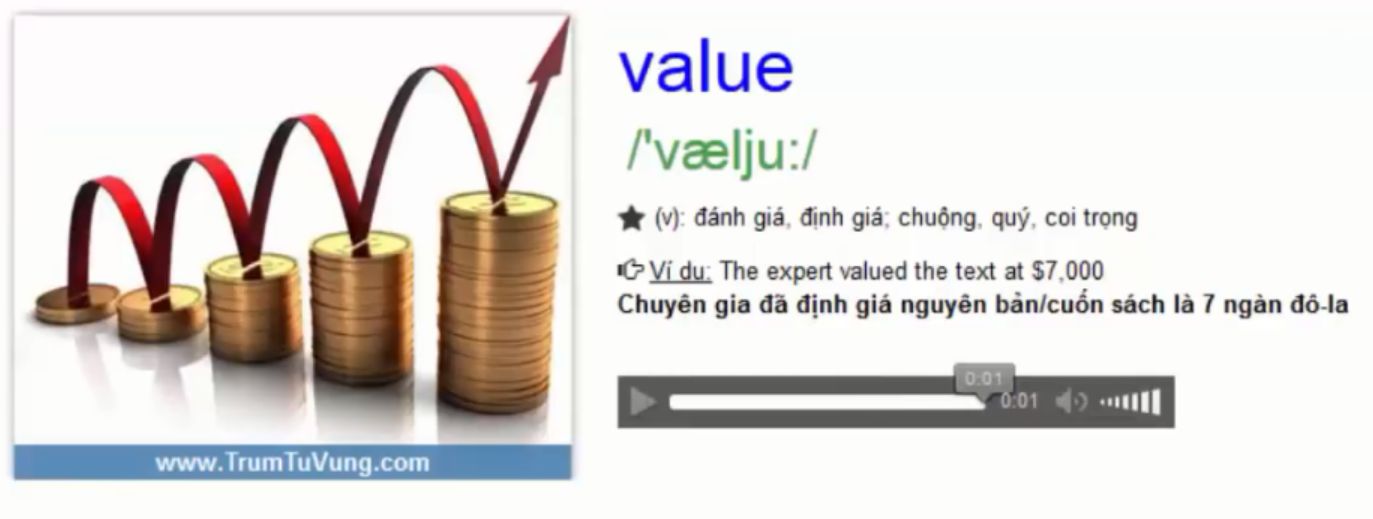 value
/'vælju:/
★ (v): đánh giá, định giá; chuộng, quý, coi trọng
Ví du: The expert valued the text at $7,000
Chuyên gia đã định giá nguyên bản/cuốn sách là 7 ngàn đô-la
0:01
0:01
www.TrumTuVung.com